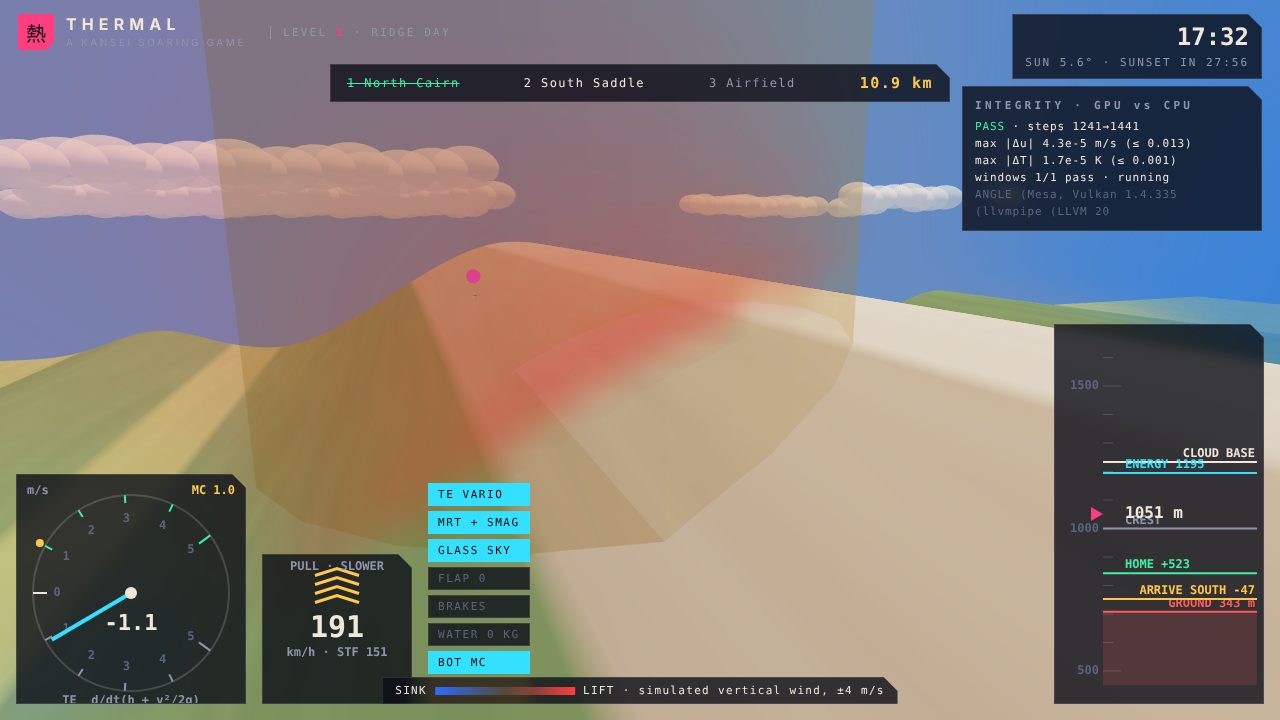 熱
THERMAL
A KANSEI SOARING GAME
LEVEL 1 · RIDGE DAY
1 North Cairn 2 South Saddle 3 Airfield 10.9 km
17:32
SUN 5.6° · SUNSET IN 27:56
INTEGRITY · GPU vs CPU
PASS · steps 1241→1441
max |Δu| 4.3e-5 m/s (≤ 0.013)
max |ΔT| 1.7e-5 K (≤ 0.001)
windows 1/1 pass · running
ANGLE (Mesa, Vulkan 1.4.335
(llvmpipe (LLVM 20
1500
CLOUD BASE
ENERGY 1195
1051 m
CREST
1000
HOME +523
ARRIVE SOUTH -47
GROUND 343 m
500
m/s MC 1.0
5
4
3
2
1
0
1
2
3
4
5
-1.1
TE d/dt(h + v²/2g)
PULL · SLOWER
191
km/h · STF 151
TE VARIO
MRT + SMAG
GLASS SKY
FLAP 0
BRAKES
WATER 0 KG
BOT MC
SINK LIFT · simulated vertical wind, ±4 m/s